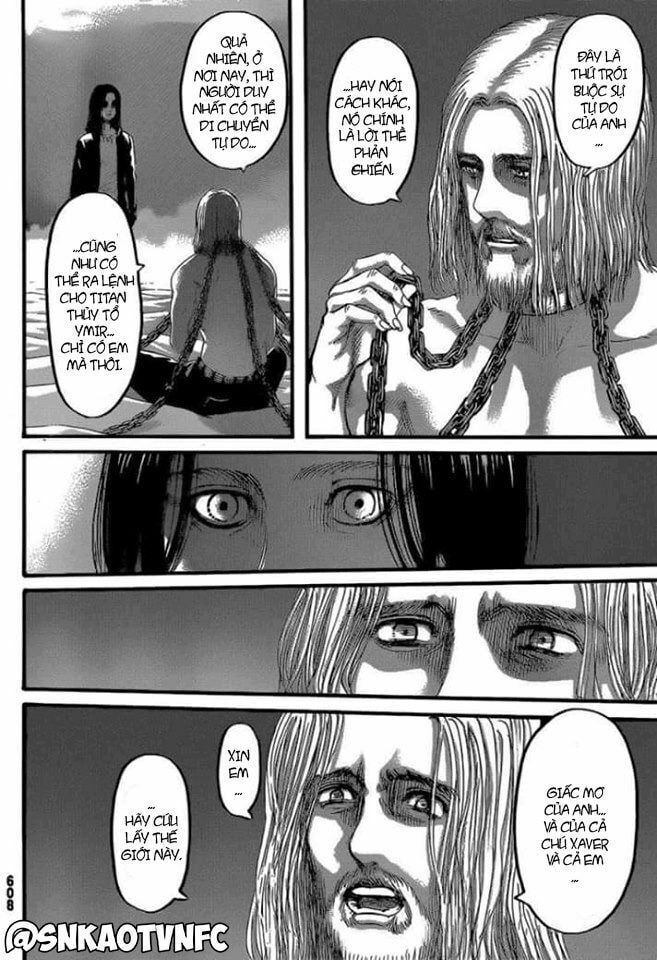 ĐÂY LÀ
THỨ TRÓI
BUỘC SỰ
TỰ DO
CỦA ANH
...
...HAY NÓI
CÁCH KHÁC,
NÓ CHÍNH
LÀ LỜI THỀ
PHẢN
CHIẾN.
QUẢ
NHIÊN, Ở
NƠI NAY, THÌ
NGƯỜI DUY
NHẤT CÓ THỂ
DI CHUYỂN
TỰ DO...
...CŨNG
NHƯ CÓ
THỂ RA LỆNH
CHO TITAN
THỦY TỔ
YMIR...
CHỈ CÓ EM
MÀ THÔI.
GIẤC MƠ
CỦA ANH...
VÀ CỦA CẢ
CHÚ XAVER
VÀ CẢ EM
...
XIN
EM
...
...
HÃY CỨU
LẤY THẾ
GIỚI NÀY.
608
@SNKAOTVNFC